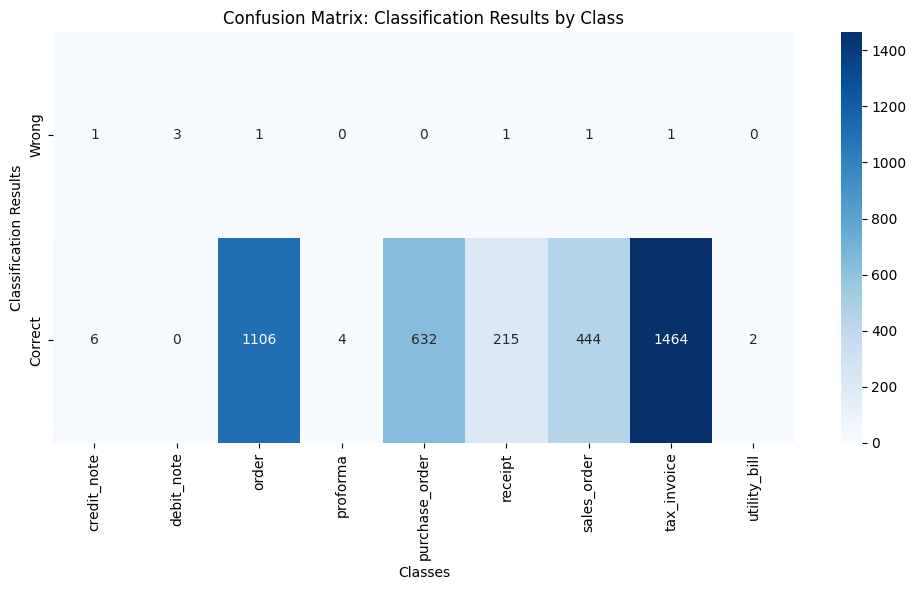 Confusion Matrix: Classification Results by Class
Classification Results
Wrong
1 3 1 0 0 1 1 1 0
Correct
6 0 1106 4 632 215 444 1464 2
credit_note
debit_note
order
proforma
purchase_order
receipt
sales_order
tax_invoice
utility_bill
Classes
1400
1200
1000
800
600
400
200
0